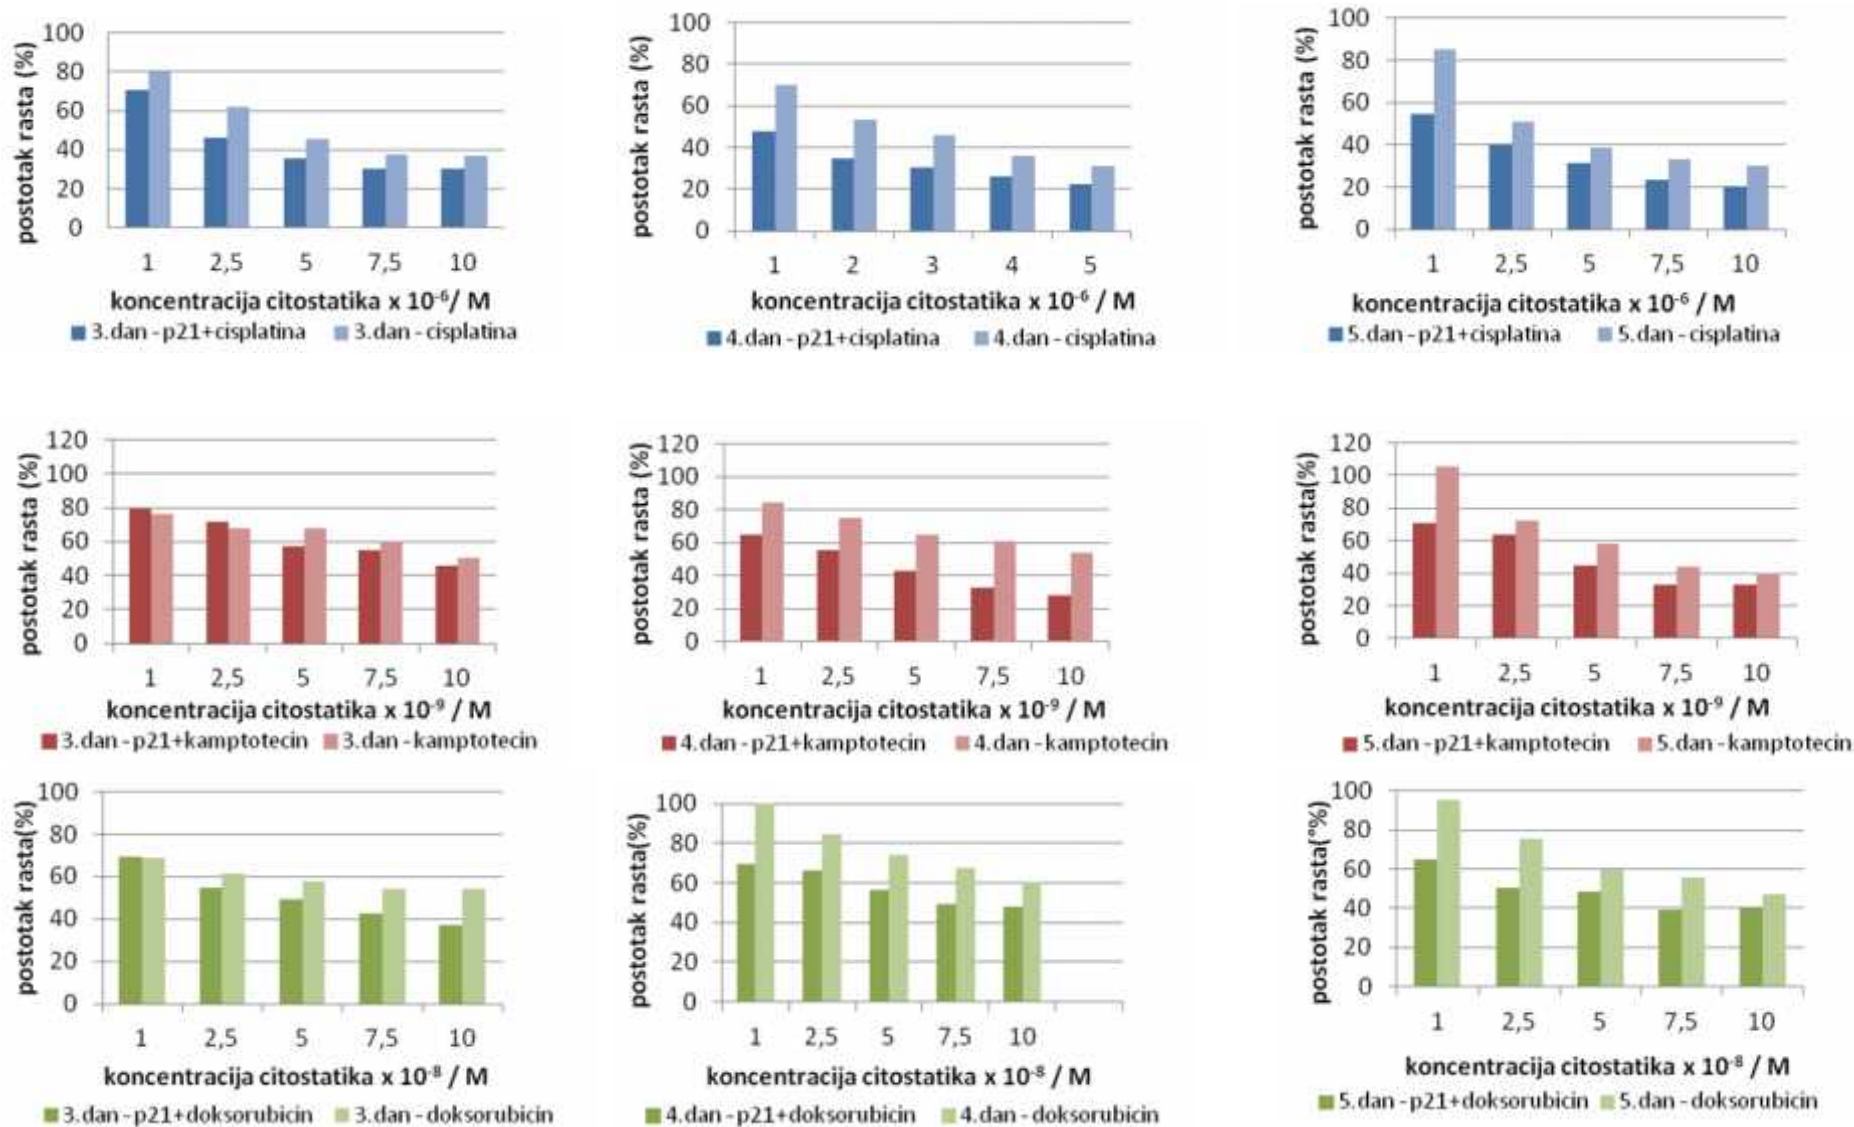 postotak rasta (%)
100
80
60
40
20
0
1 2,5 5 7,5 10
koncentracija citostatika x 10⁻⁶/ M
3.dan - p21+cisplatina 3.dan - cisplatina
postotak rasta (%)
100
80
60
40
20
0
1 2 3 4 5
koncentracija citostatika x 10⁻⁶ / M
4.dan - p21+cisplatina 4.dan - cisplatina
postotak rasta (%)
100
80
60
40
20
0
1 2,5 5 7,5 10
koncentracija citostatika x 10⁻⁶ / M
5.dan - p21+cisplatina 5.dan - cisplatina
postotak rasta (%)
120
100
80
60
40
20
0
1 2,5 5 7,5 10
koncentracija citostatika x 10⁻⁹ / M
3.dan - p21+kamptotecin 3.dan - kamptotecin
postotak rasta (%)
120
100
80
60
40
20
0
1 2,5 5 7,5 10
koncentracija citostatika x 10⁻⁹ / M
4.dan - p21+kamptotecin 4.dan - kamptotecin
postotak rasta(%)
120
100
80
60
40
20
0
1 2,5 5 7,5 10
koncentracija citostatika x 10⁻⁹ / M
5.dan - p21+kamptotecin 5.dan - kamptotecin
postotak rasta(%)
100
80
60
40
20
0
1 2,5 5 7,5 10
koncentracija citostatika x 10⁻⁸ / M
3.dan - p21+doksorubicin 3.dan - doksorubicin
postotak rasta(%)
100
80
60
40
20
0
1 2,5 5 7,5 10
koncentracija citostatika x 10⁻⁸ / M
4.dan - p21+doksorubicin 4.dan - doksorubicin
postotak rasta(°%)
100
80
60
40
20
0
1 2,5 5 7,5 10
koncentracija citostatika x 10⁻⁸ / M
5.dan - p21+doksorubicin 5.dan - doksorubicin